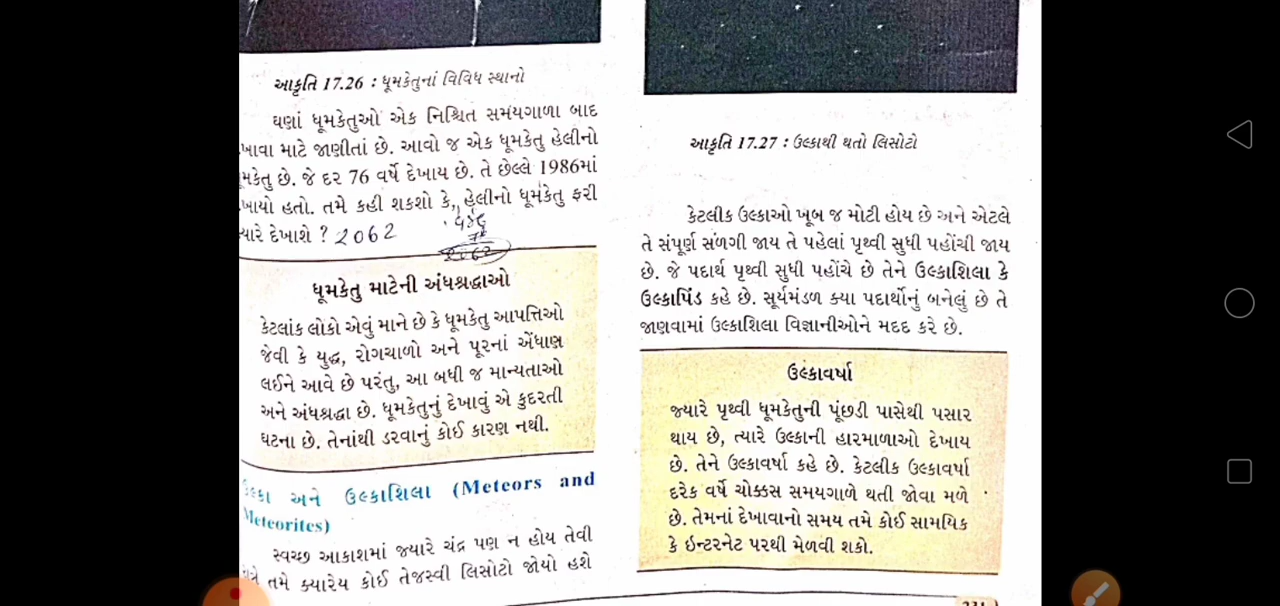 આકૃતિ 17.26 : ધૂમકેતુનાં વિવિધ સ્થાનો
ઘણાં ધૂમકેતુઓ એક નિશ્ચિત સમયગાળા બાદ
ખાવા માટે જાણીતાં છે. આવો જ એક ધૂમકેતુ હેલીનો
મકેતુ છે. જે દર 76 વર્ષે દેખાય છે. તે છેલ્લે 1986માં
ખાયો હતો. તમે કહી શકશો કે, હેલીનો ધૂમકેતુ ફરી
યારે દેખાશે ? 2062
2062
ધૂમકેતુ માટેની અંધશ્રદ્ધાઓ
કેટલાંક લોકો એવું માને છે કે ધૂમકેતુ આપત્તિઓ
જેવી કે યુદ્ધ, રોગચાળો અને પૂરનાં એંધાણ
લઈને આવે છે પરંતુ, આ બધી જ માન્યતાઓ
અને અંધશ્રદ્ધા છે. ધૂમકેતુનું દેખાવું એ કુદરતી
ઘટના છે. તેનાંથી ડરવાનું કોઈ કારણ નથી.
અને ઉલ્કાશિલા (Meteors and
Meteorites)
સ્વચ્છ આકાશમાં જ્યારે ચંદ્ર પણ ન હોય તેવી
તમે ક્યારેય કોઈ તેજસ્વી લિસોટો જોયો હશે
આકૃતિ 17.27 : ઉલ્કાથી થતો લિસોટો
કેટલીક ઉલ્કાઓ ખૂબ જ મોટી હોય છે અને એટલે
તે સંપૂર્ણ સળગી જાય તે પહેલાં પૃથ્વી સુધી પહોંચી જાય
છે. જે પદાર્થ પૃથ્વી સુધી પહોંચે છે તેને ઉલ્કાશિલા કે
ઉલ્કાપિંડ કહે છે. સૂર્યમંડળ ક્યા પદાર્થોનું બનેલું છે તે
જાણવામાં ઉલ્કાશિલા વિજ્ઞાનીઓને મદદ કરે છે.
ઉલ્કાવર્ષા
જ્યારે પૃથ્વી ધૂમકેતુની પૂંછડી પાસેથી પસાર
થાય છે, ત્યારે ઉલ્કાની હારમાળાઓ દેખાય
છે. તેને ઉલ્કાવર્ષા કહે છે. કેટલીક ઉલ્કાવર્ષા
દરેક વર્ષે ચોક્કસ સમયગાળે થતી જોવા મળે
છે. તેમનાં દેખાવાનો સમય તમે કોઈ સામયિક
કે ઇન્ટરનેટ પરથી મેળવી શકો.